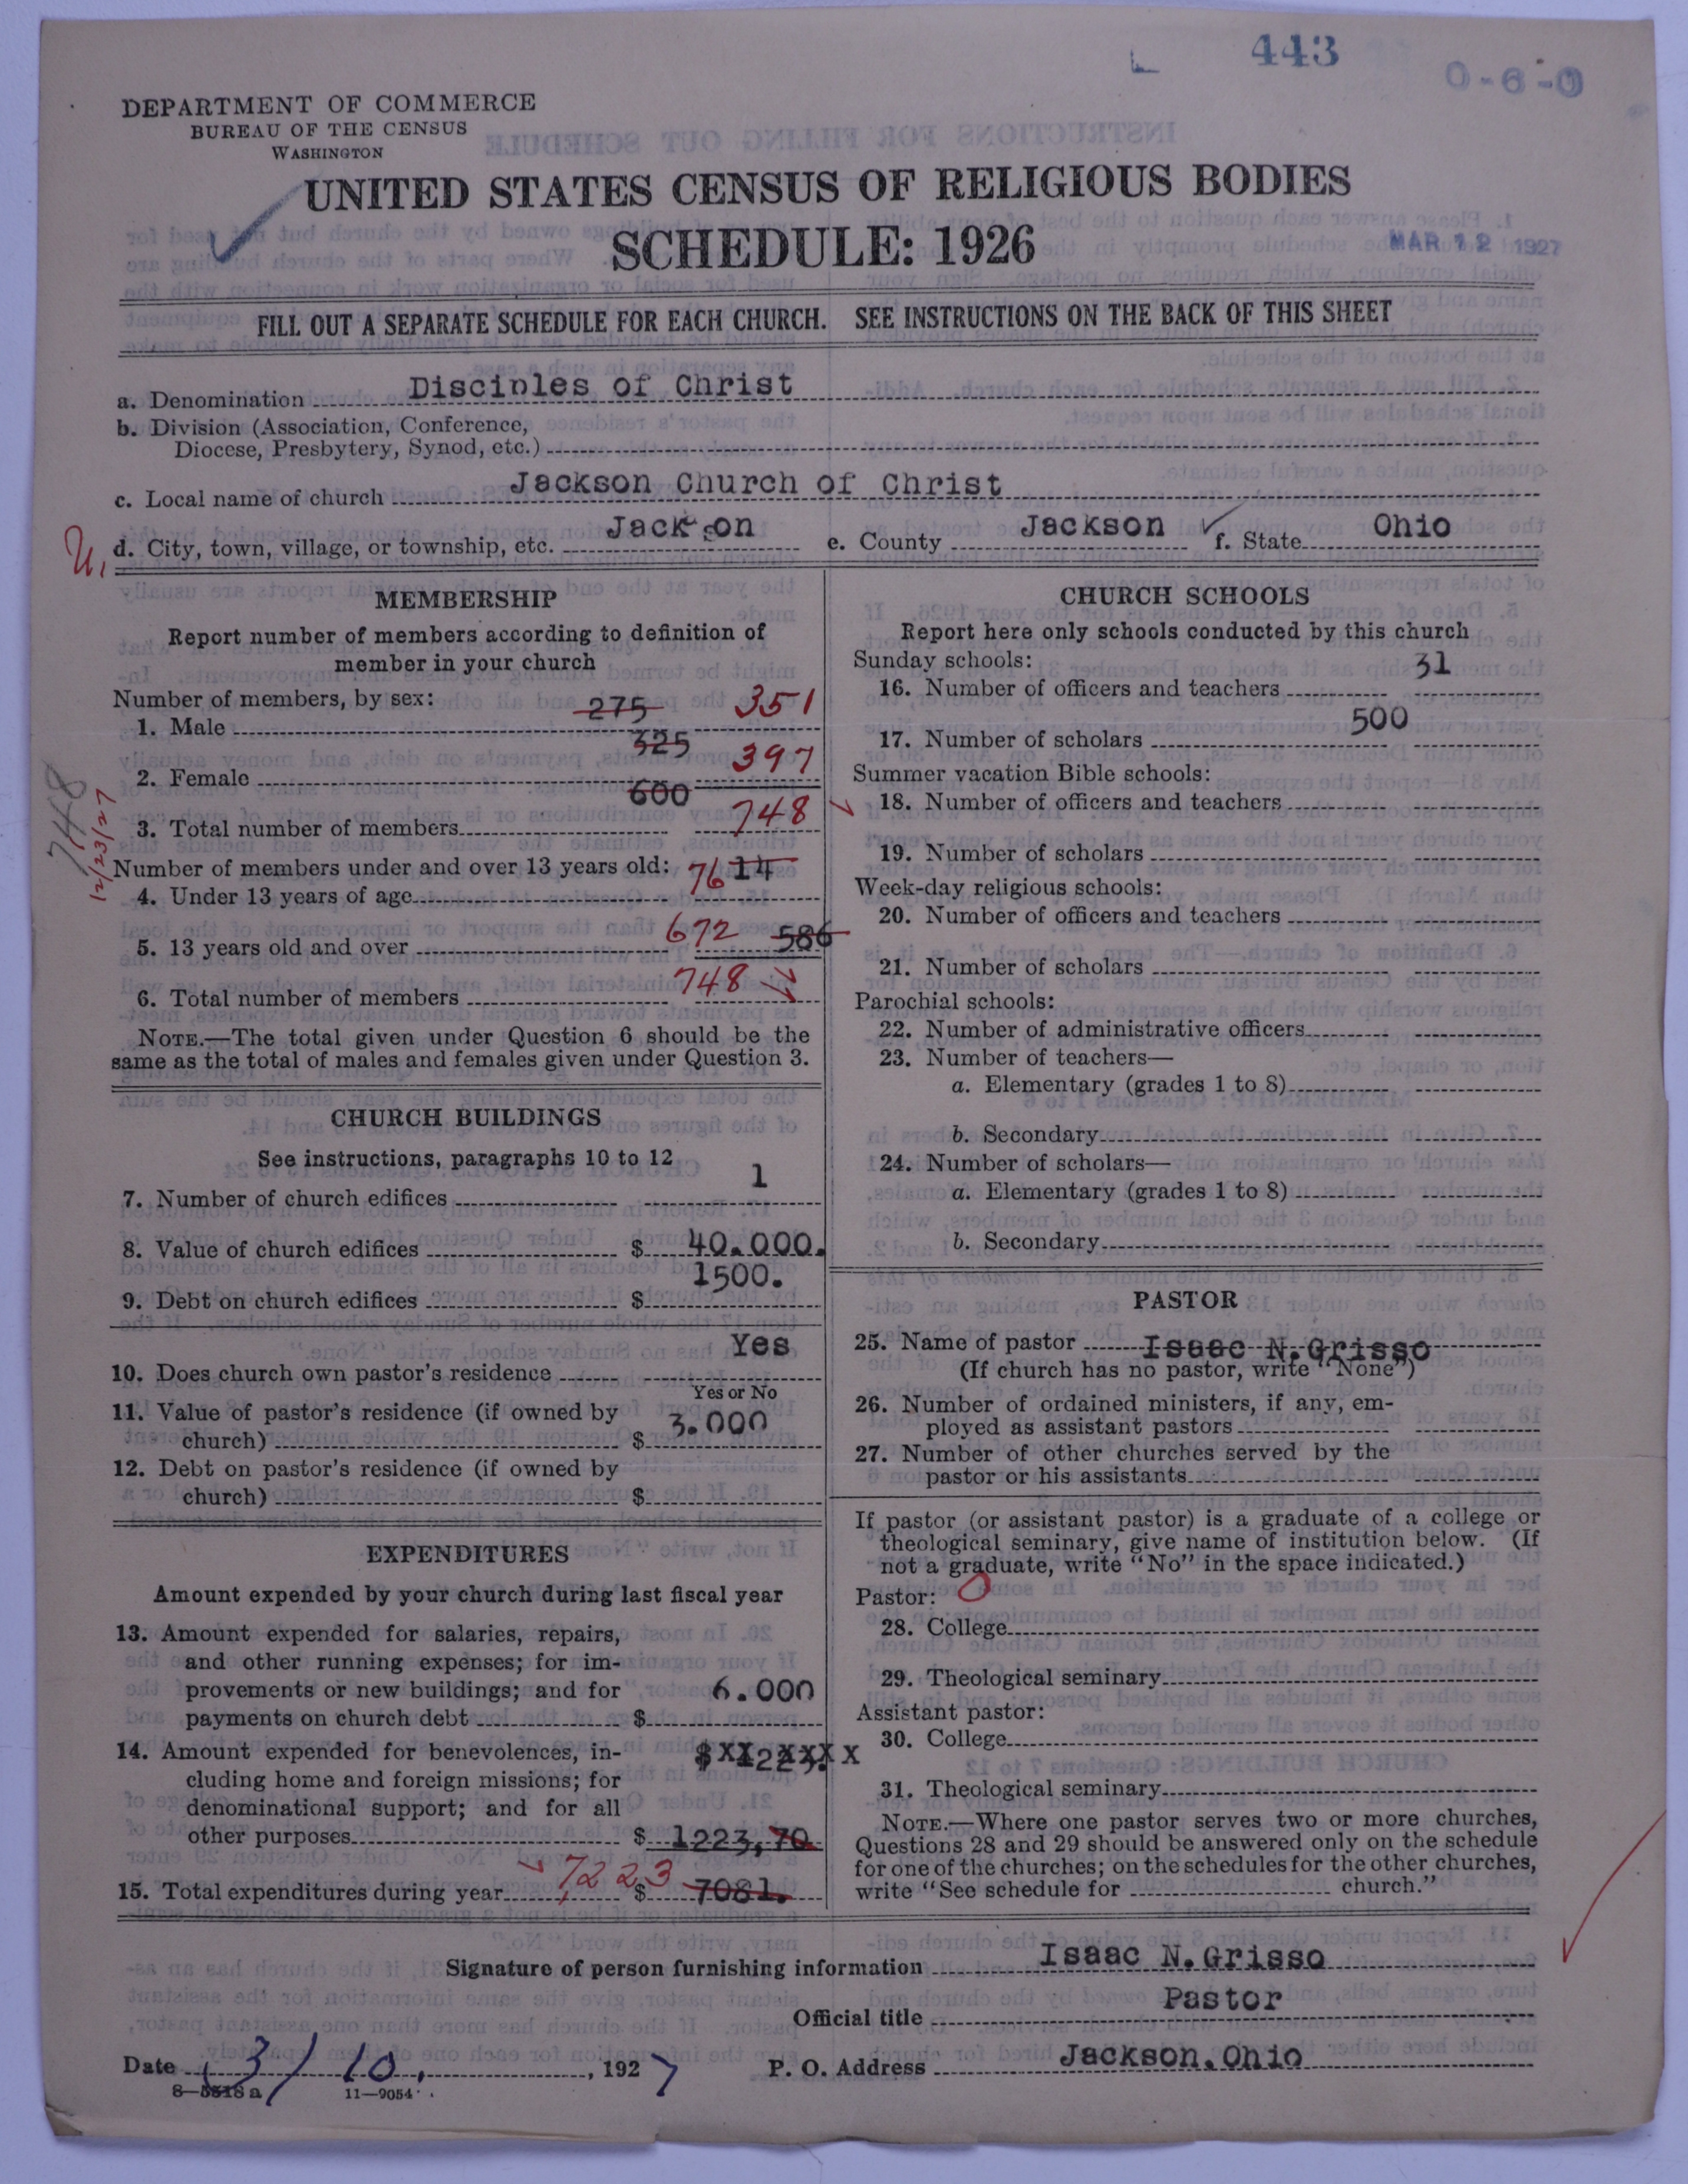 443
0-6-0
DEPARTMENT OF COMMERCE
BUREAU OF THE CENSUS
WASHINGTON
UNITED STATES CENSUS OF RELIGIOUS BODIES
SCHEDULE: 1926
MAR 12 1927
FILL OUT A SEPARATE SCHEDULE FOR EACH CHURCH. SEE INSTRUCTIONS ON THE BACK OF THIS SHEET
a. Denomination Disciples of Christ
b. Division (Association, Conference,
Diocese, Presbytery, Synod, etc.)
c. Local name of church Jackson Church of Christ
U. d. City, town, village, or township, etc. Jackson e. County Jackson f. State Ohio
MEMBERSHIP
Report number of members according to definition of
member in your church
Number of members, by sex:
1. Male 275 351
2. Female 325 397
3. Total number of members 600 748
748
12/23/27
Number of members under and over 13 years old:
4. Under 13 years of age 76 14
5. 13 years old and over 672 586
6. Total number of members 748
NOTE.—The total given under Question 6 should be the
same as the total of males and females given under Question 3.
CHURCH BUILDINGS
See instructions, paragraphs 10 to 12
7. Number of church edifices 1
8. Value of church edifices $ 40.000.
9. Debt on church edifices $ 1500.
10. Does church own pastor's residence Yes
Yes or No
11. Value of pastor's residence (if owned by
church) $ 3.000
12. Debt on pastor's residence (if owned by
church) $
EXPENDITURES
Amount expended by your church during last fiscal year
13. Amount expended for salaries, repairs,
and other running expenses; for im-
provements or new buildings; and for
payments on church debt $ 6.000
14. Amount expended for benevolences, in-
cluding home and foreign missions; for
denominational support; and for all
other purposes $ 1223,70
15. Total expenditures during year 7223 $ 7081.
CHURCH SCHOOLS
Report here only schools conducted by this church
Sunday schools:
16. Number of officers and teachers 31
17. Number of scholars 500
Summer vacation Bible schools:
18. Number of officers and teachers
19. Number of scholars
Week-day religious schools:
20. Number of officers and teachers
21. Number of scholars
Parochial schools:
22. Number of administrative officers
23. Number of teachers—
a. Elementary (grades 1 to 8)
b. Secondary
24. Number of scholars—
a. Elementary (grades 1 to 8)
b. Secondary
PASTOR
25. Name of pastor Isaac N. Grisso
(If church has no pastor, write "None")
26. Number of ordained ministers, if any, em-
ployed as assistant pastors
27. Number of other churches served by the
pastor or his assistants
If pastor (or assistant pastor) is a graduate of a college or
theological seminary, give name of institution below. (If
not a graduate, write "No" in the space indicated.)
Pastor: O
28. College
29. Theological seminary
Assistant pastor:
30. College
31. Theological seminary
NOTE.—Where one pastor serves two or more churches,
Questions 28 and 29 should be answered only on the schedule
for one of the churches; on the schedules for the other churches,
write "See schedule for church."
Signature of person furnishing information Isaac N. Grisso
Official title Pastor
Date 3/10, , 1927 P. O. Address Jackson. Ohio
11—9054